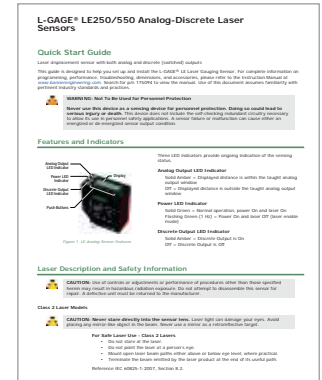 L-GAGE® LE250/550 Analog-Discrete Laser
Sensors
Quick Start Guide
Laser displacement sensor with both analog and discrete (switched) outputs
This guide is designed to help you set up and install the L-GAGE® LE Laser Gauging Sensor. For complete information on
programming, performance, troubleshooting, dimensions, and accessories, please refer to the Instruction Manual at
www.bannerengineering.com. Search for p/n to view the manual. Use of this document assumes familiarity with
pertinent industry standards and practices.
WARNING: Not To Be Used for Personnel Protection
Never use this device as a sensing device for personnel protection. Doing so could lead to
serious injury or death. This device does not include the self-checking redundant circuitry necessary
to allow its use in personnel safety applications. A sensor failure or malfunction can cause either an
energized or de-energized sensor output condition.
Features and Indicators
Analog Output
LED Indicator
Power LED
Indicator
Discrete Output
LED Indicator
Push Buttons
Display
Figure 1. LE Analog Sensor Features
Three LED indicators provide ongoing indication of the sensing
status.
Analog Output LED Indicator
Solid Amber = Displayed distance is within the taught analog
output window
Off = Displayed distance is outside the taught analog output
window
Power LED Indicator
Solid Green = Normal operation, power On and laser On
Flashing Green (1 Hz) = Power On and laser Off (laser enable
mode)
Discrete Output LED Indicator
Solid Amber = Discrete Output is On
Off = Discrete Output is Off
Laser Description and Safety Information
CAUTION: Use of controls or adjustments or performance of procedures other than those specified
herein may result in hazardous radiation exposure. Do not attempt to disassemble this sensor for
repair. A defective unit must be returned to the manufacturer.
Class 2 Laser Models
CAUTION: Never stare directly into the sensor lens. Laser light can damage your eyes. Avoid
placing any mirror-like object in the beam. Never use a mirror as a retroreflective target.
For Safe Laser Use - Class 2 Lasers
• Do not stare at the laser.
• Do not point the laser at a person's eye.
• Mount open laser beam paths either above or below eye level, where practical.
• Terminate the beam emitted by the laser product at the end of its useful path.
Reference IEC 60825-1:2007, Section 8.2.